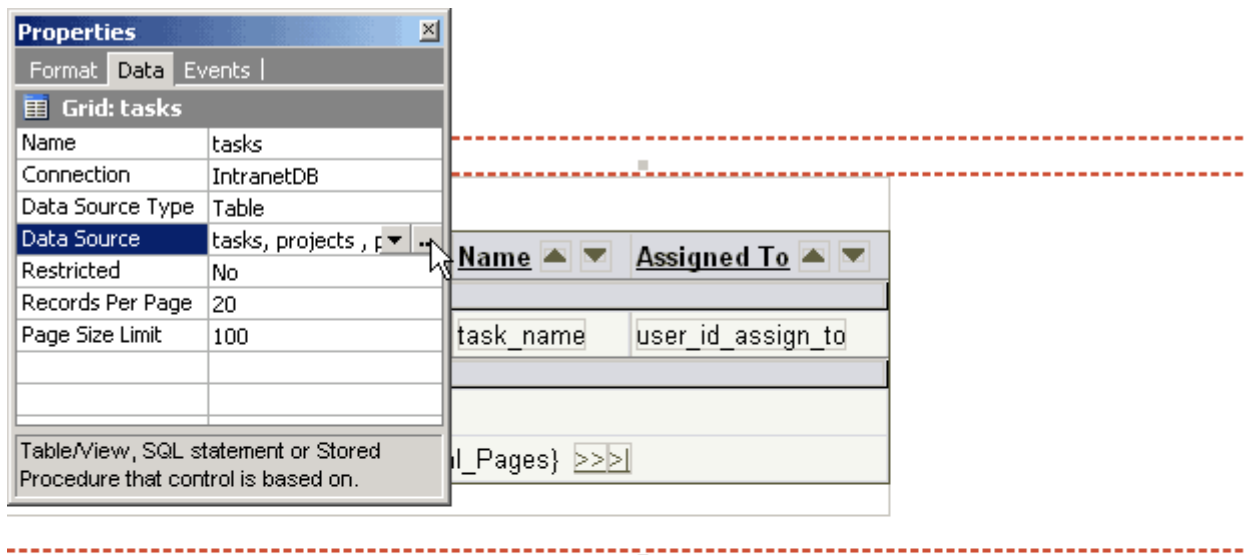 Properties
Format Data Events
Grid: tasks
Name tasks
Connection IntranetDB
Data Source Type Table
Data Source tasks, projects , ...
Restricted No
Records Per Page 20
Page Size Limit 100
Table/View, SQL statement or Stored
Procedure that control is based on.
Name Assigned To
task_name user_id_assign_to
l_Pages} >>>|